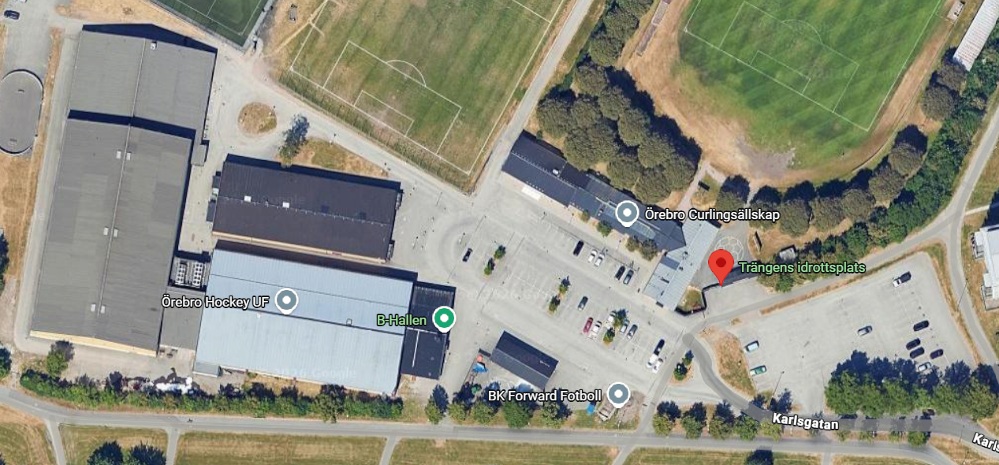 Örebro Curlingsällskap
Trängens idrottsplats
Örebro Hockey UF
B-Hallen
BK Forward Fotboll
Karlsgatan